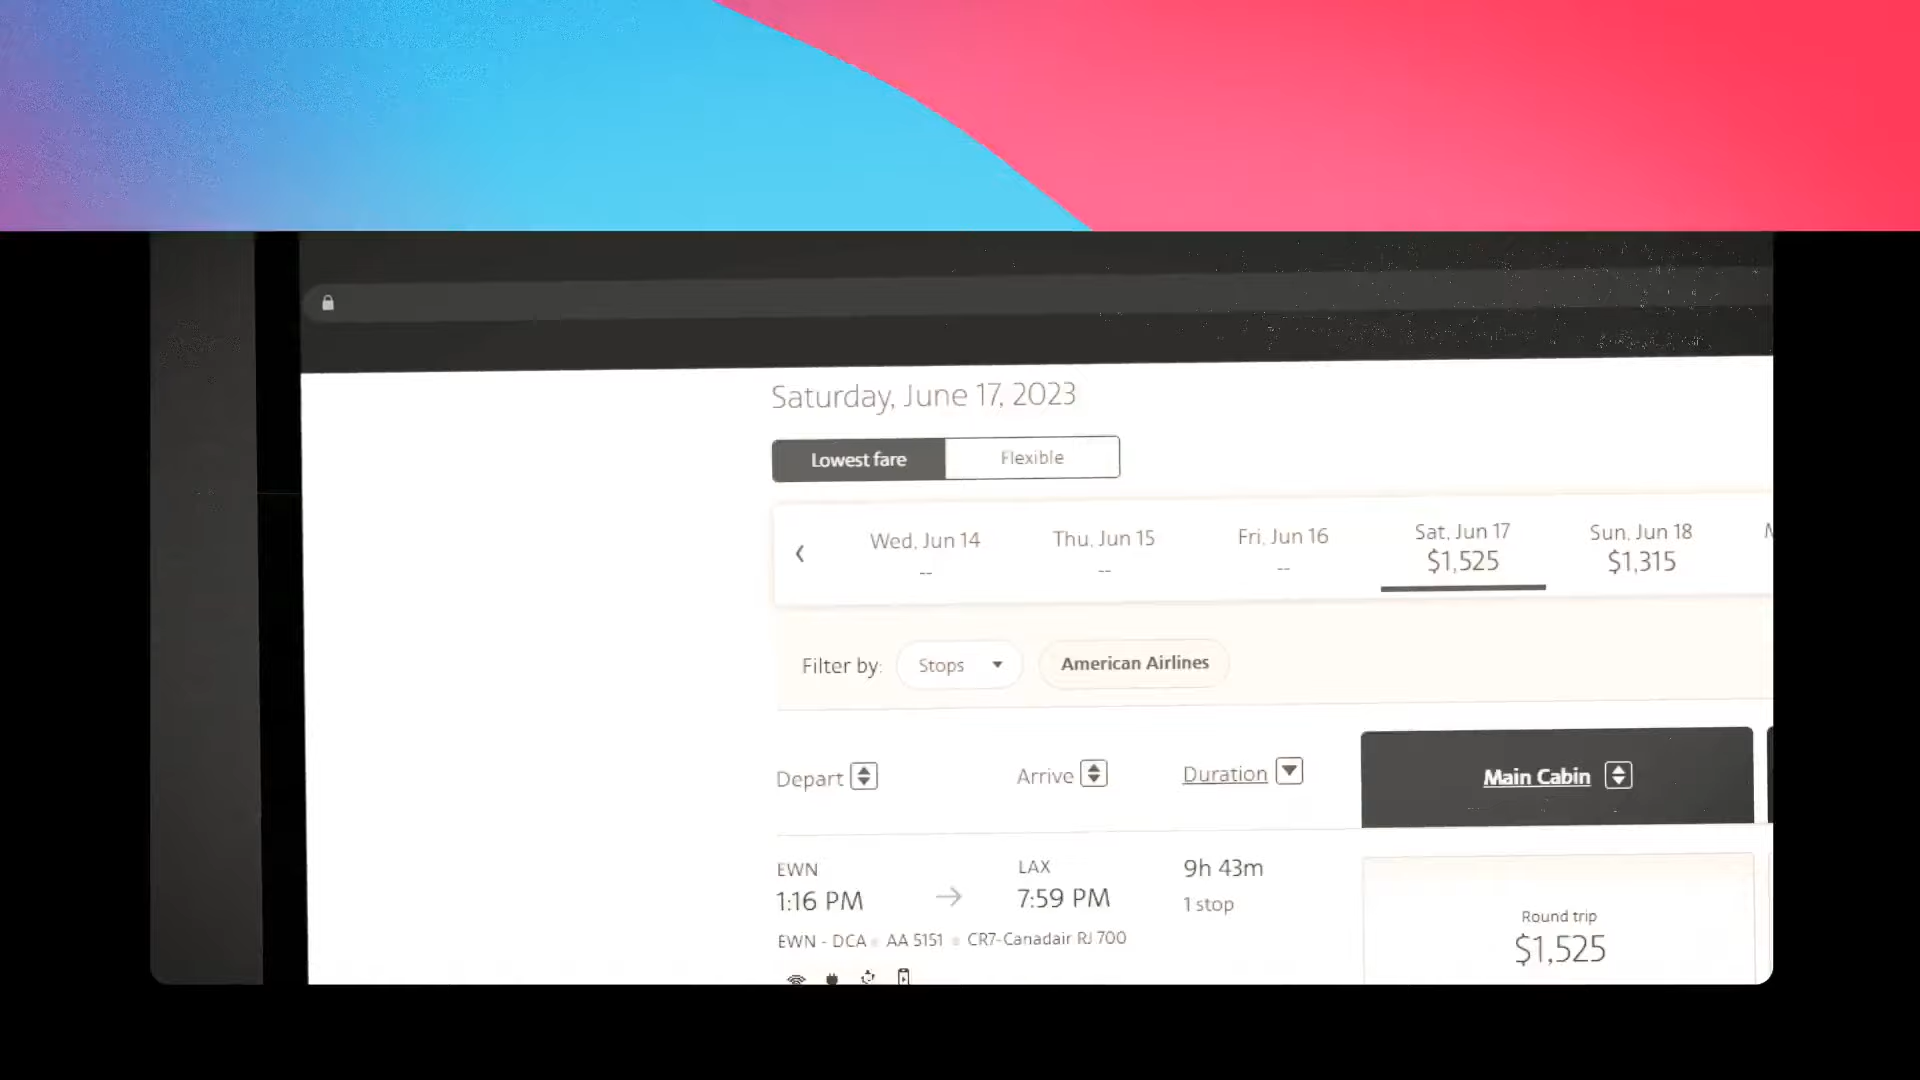 Saturday, June 17, 2023
Lowest fare Flexible
Wed, Jun 14 Thu, Jun 15 Fri, Jun 16 Sat, Jun 17 Sun, Jun 18
-- -- -- $1,525 $1,315
Filter by: Stops American Airlines
Depart Arrive Duration Main Cabin
EWN LAX 9h 43m
1:16 PM 7:59 PM 1 stop
EWN - DCA AA 5151 CR7-Canadair RJ 700
Round trip
$1,525